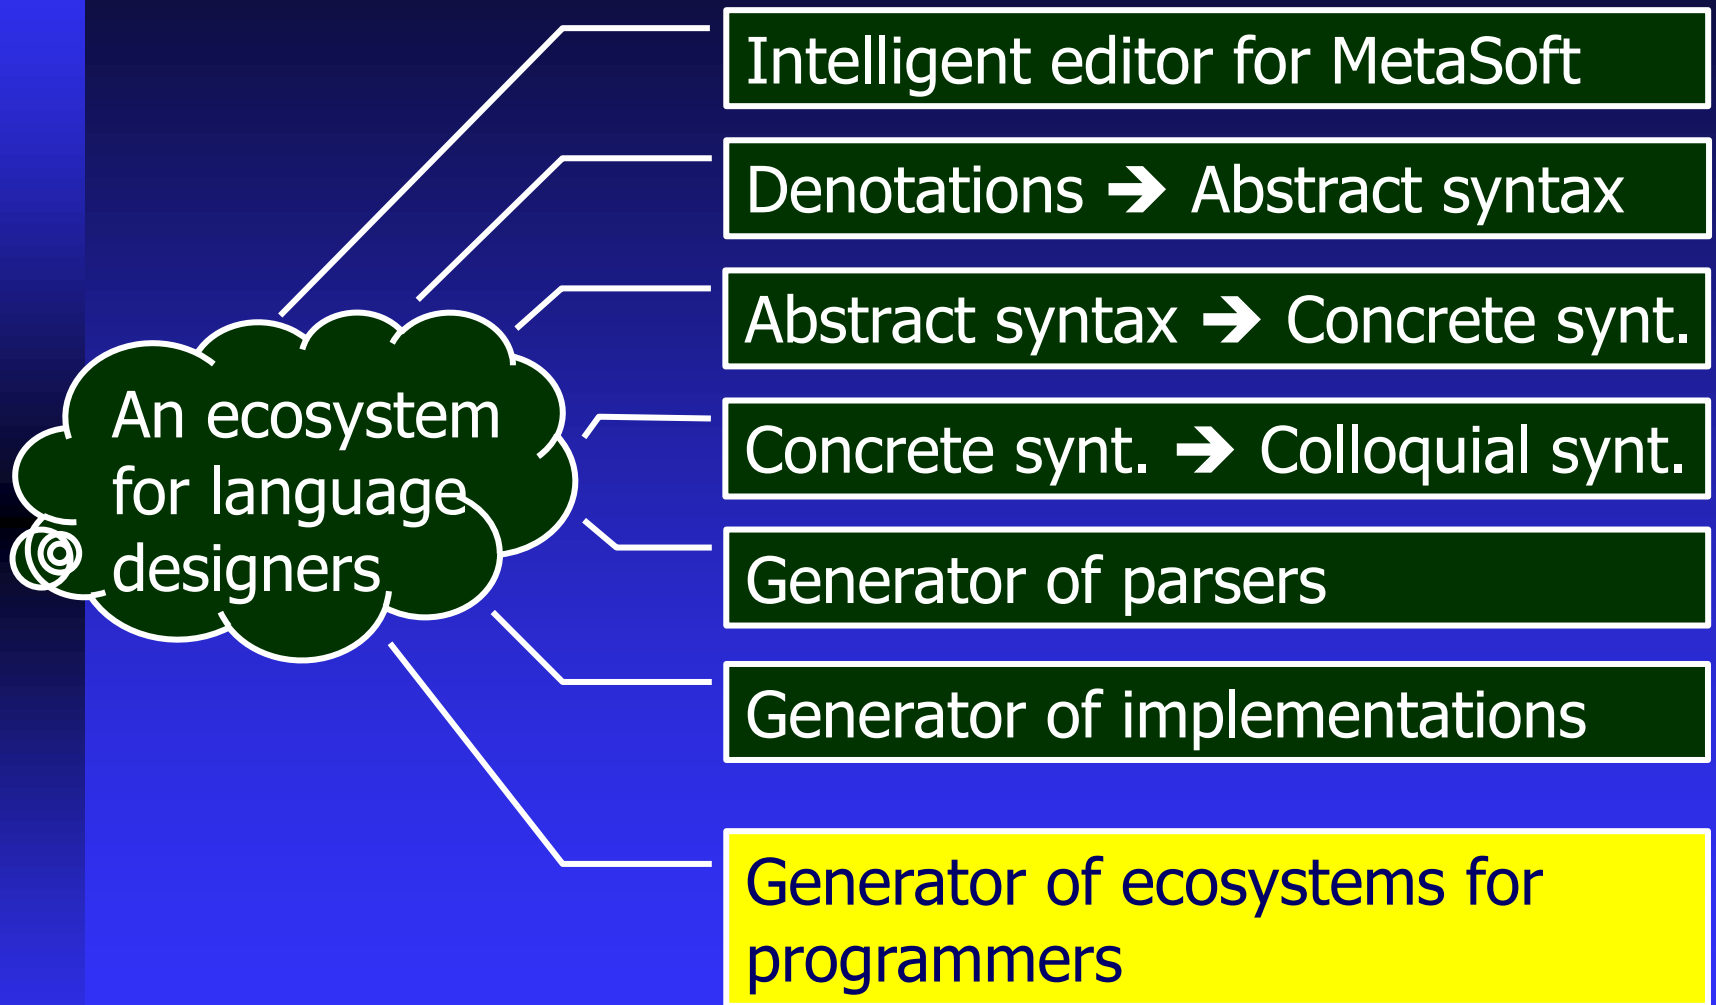 Intelligent editor for MetaSoft
Denotations ➔ Abstract syntax
Abstract syntax ➔ Concrete synt.
An ecosystem
for language
designers
Concrete synt. ➔ Colloquial synt.
Generator of parsers
Generator of implementations
Generator of ecosystems for
programmers